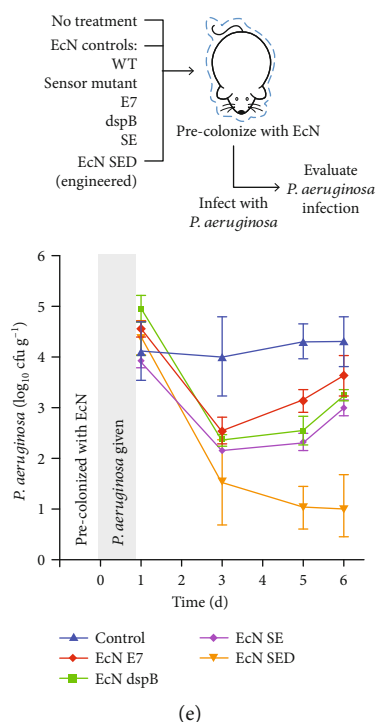 No treatment
EcN controls:
WT
Sensor mutant
E7
dspB
SE
EcN SED
(engineered)
Pre-colonize with EcN
Infect with
P. aeruginosa
Evaluate
P. aeruginosa
infection
P. aeruginosa (log10 cfu g–1)
6
5
4
3
2
1
0
Pre-colonized with EcN
P. aeruginosa given
0 1 2 3 4 5 6
Time (d)
Control
EcN E7
EcN dspB
EcN SE
EcN SED
(e)